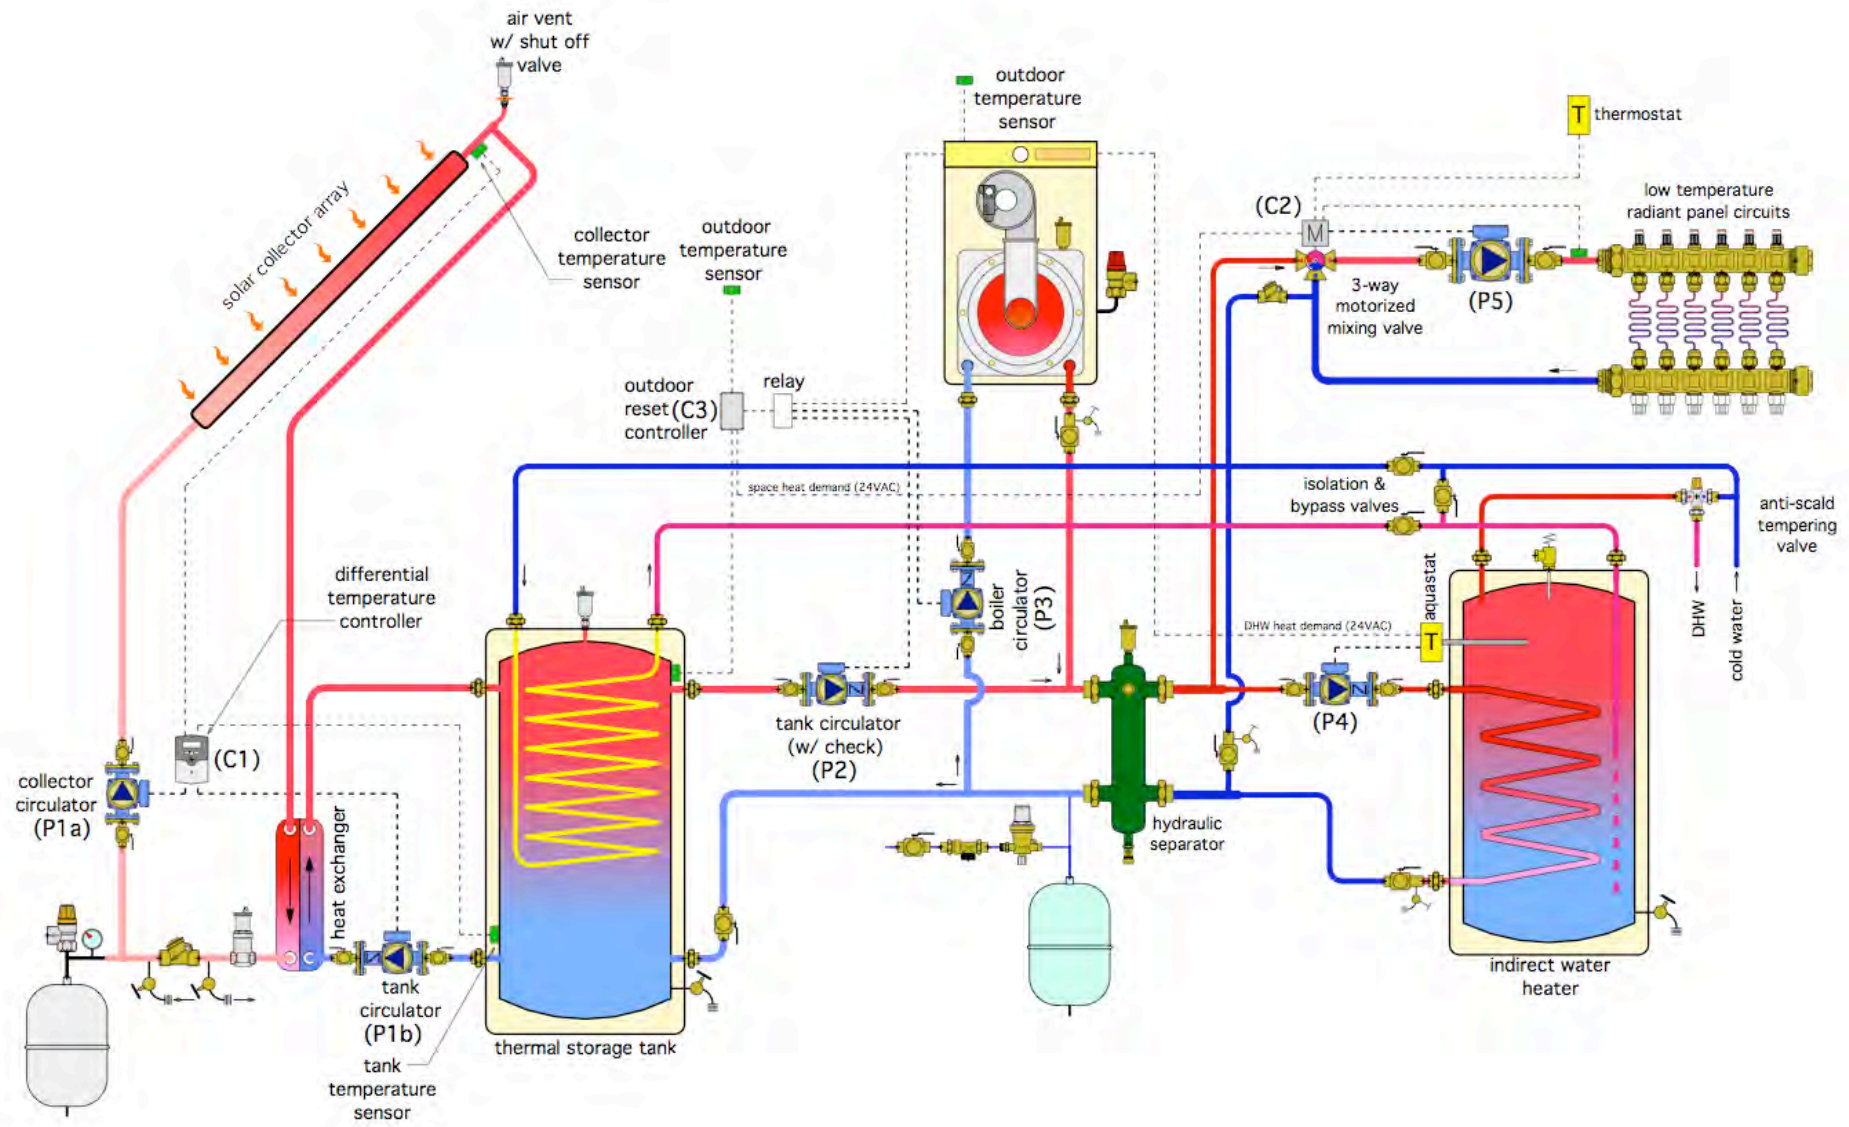 air vent
w/ shut off
valve
outdoor
temperature
sensor
T
thermostat
solar collector array
collector
temperature
sensor
outdoor
temperature
sensor
(C2)
M
3-way
motorized
mixing valve
(P5)
low temperature
radiant panel circuits
outdoor
reset (C3)
controller
relay
space heat demand (24VAC)
isolation &
bypass valves
anti-scald
tempering
valve
differential
temperature
controller
boiler
circulator
(P3)
aquastat
T
DHW heat demand (24VAC)
DHW
cold water
(C1)
collector
circulator
(P1a)
tank circulator
(w/ check)
(P2)
(P4)
heat exchanger
hydraulic
separator
tank
circulator
(P1b)
indirect water
heater
thermal storage tank
tank
temperature
sensor